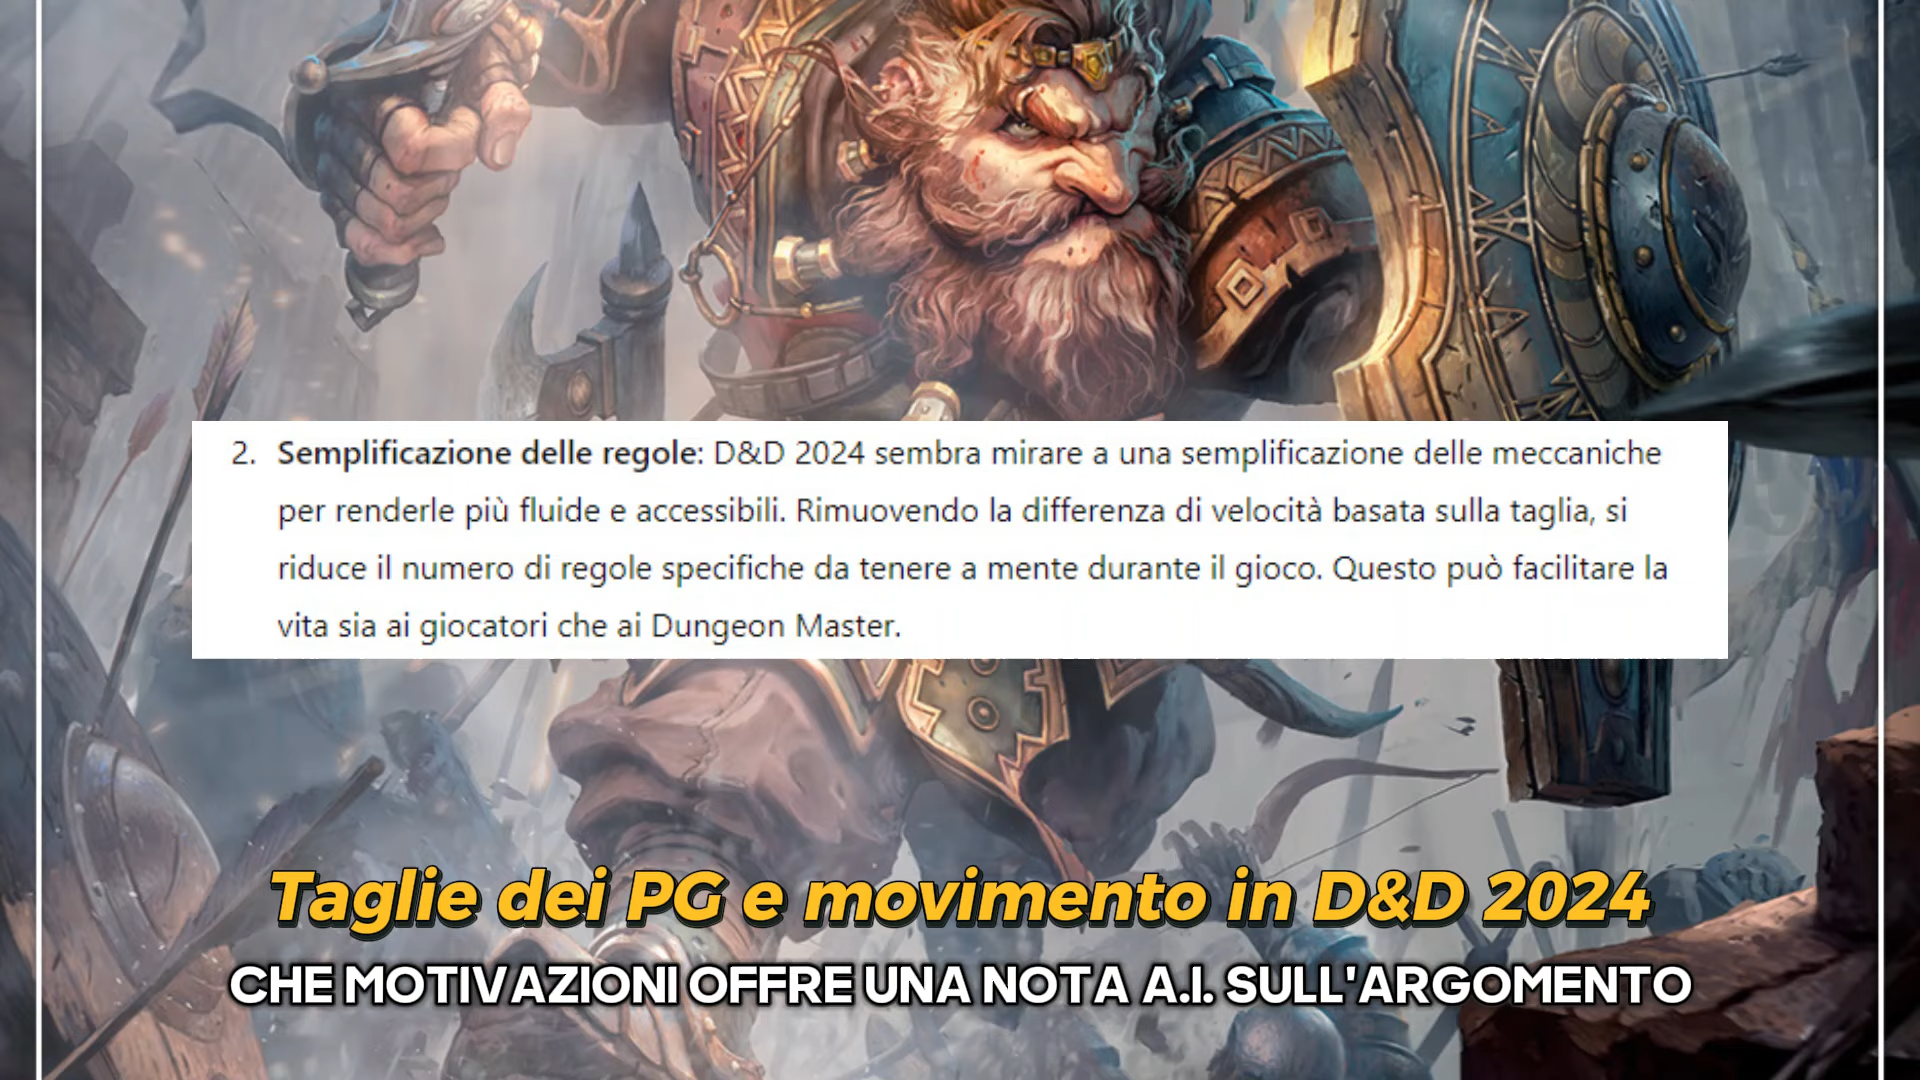 2. Semplificazione delle regole: D&D 2024 sembra mirare a una semplificazione delle meccaniche
per renderle più fluide e accessibili. Rimuovendo la differenza di velocità basata sulla taglia, si
riduce il numero di regole specifiche da tenere a mente durante il gioco. Questo può facilitare la
vita sia ai giocatori che ai Dungeon Master.
Taglie dei PG e movimento in D&D 2024
CHE MOTIVAZIONI OFFRE UNA NOTA A.I. SULL'ARGOMENTO